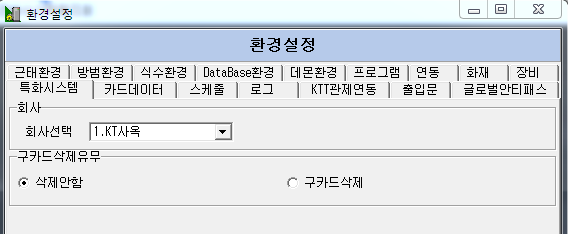 환경설정
환경설정
근태환경 방범환경 식수환경 DataBase환경 데몬환경 프로그램 연동 화재 장비
특화시스템 카드데이터 스케줄 로그 KTT관제연동 출입문 글로벌안티패스
회사
회사선택 1.KT사옥
구카드삭제유무
삭제안함 구카드삭제